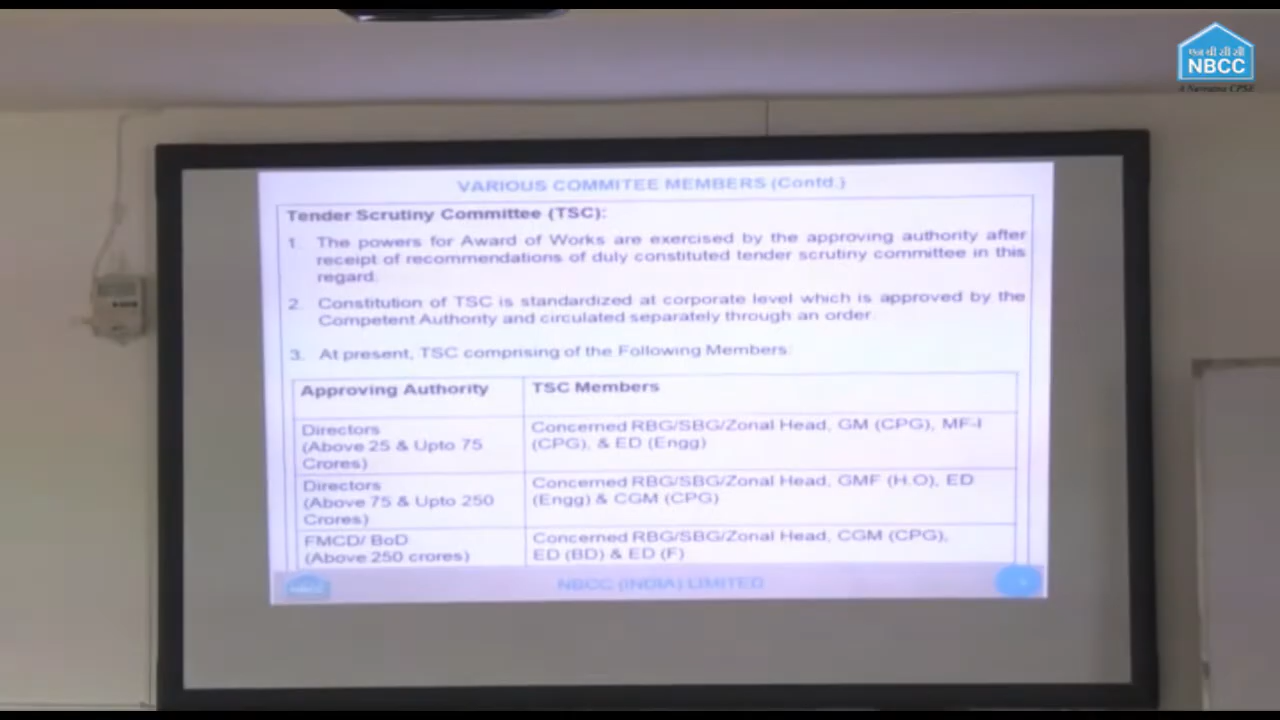 एन बी सी सी
NBCC
A Navratna CPSE
VARIOUS COMMITEE MEMBERS (Contd.)
Tender Scrutiny Committee (TSC):
1. The powers for Award of Works are exercised by the approving authority after
receipt of recommendations of duly constituted tender scrutiny committee in this
regard.
2. Constitution of TSC is standardized at corporate level which is approved by the
Competent Authority and circulated separately through an order.
3. At present, TSC comprising of the Following Members:
Approving Authority TSC Members
Directors
(Above 25 & Upto 75
Crores)
Concerned RBG/SBG/Zonal Head, GM (CPG), MF-I
(CPG), & ED (Engg)
Directors
(Above 75 & Upto 250
Crores)
Concerned RBG/SBG/Zonal Head, GMF (H.O), ED
(Engg) & CGM (CPG)
FMCD/ BoD
(Above 250 crores)
Concerned RBG/SBG/Zonal Head, CGM (CPG),
ED (BD) & ED (F)
NBCC
NBCC (INDIA) LIMITED